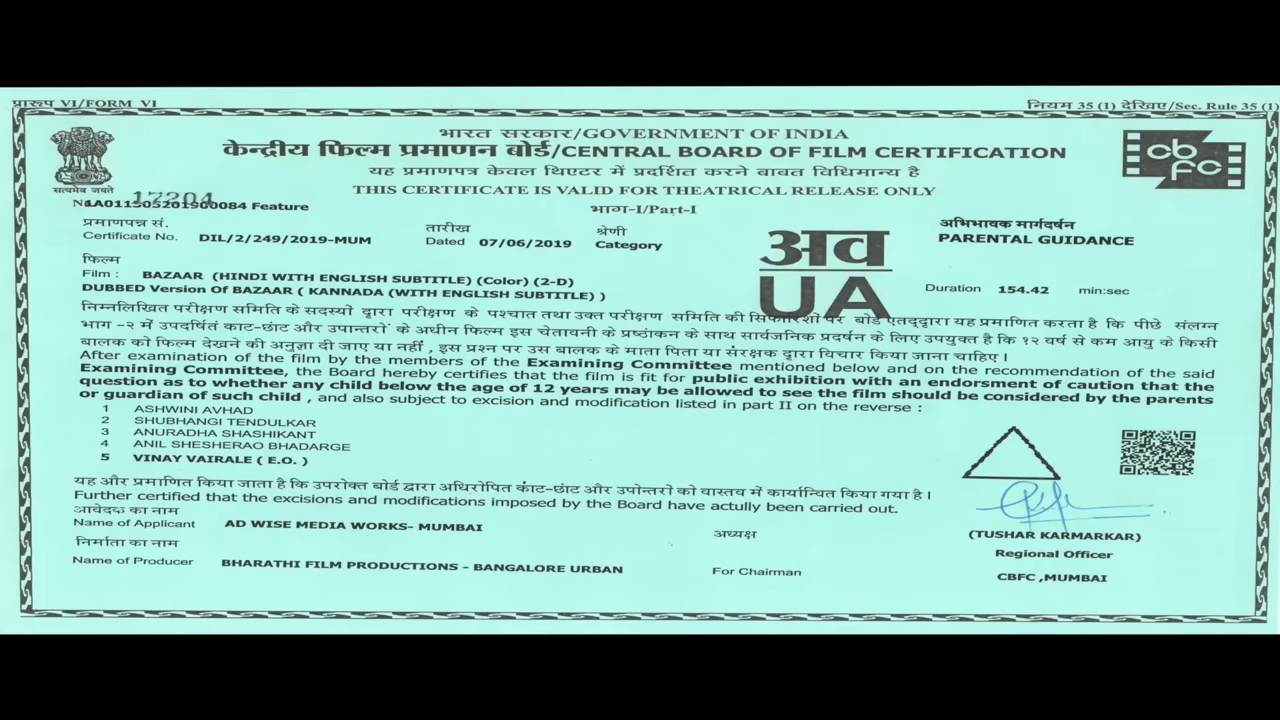 प्रारूप VI/FORM VI
नियम 35 (1) देखिए/Sec. Rule 35 (1)
भारत सरकार/GOVERNMENT OF INDIA
केन्द्रीय फिल्म प्रमाणन बोर्ड/CENTRAL BOARD OF FILM CERTIFICATION
यह प्रमाणपत्र केवल थिएटर में प्रदर्शित करने बाबत विधिमान्य है
THIS CERTIFICATE IS VALID FOR THEATRICAL RELEASE ONLY
cb
fc
सत्यमेव जयते
17204
Feature
भाग-I/Part-I
प्रमाणपत्र सं.
Certificate No. DIL/2/249/2019-MUM
तारीख
Dated 07/06/2019
श्रेणी
Category
अव
UA
अभिभावक मार्गदर्षन
PARENTAL GUIDANCE
फिल्म
Film : BAZAAR (HINDI WITH ENGLISH SUBTITLE) (Color) (2-D)
DUBBED Version Of BAZAAR ( KANNADA (WITH ENGLISH SUBTITLE) )
Duration 154.42 min:sec
निम्नलिखित परीक्षण समिति के सदस्यो द्वारा परीक्षण के पश्चात तथा उक्त परीक्षण समिति की सिफारिशों पर बोर्ड एतद्द्वारा यह प्रमाणित करता है कि पीछे संलग्न
भाग -२ में उपदर्षितं काट-छांट और उपान्तरों के अधीन फिल्म इस चेतावनी के प्रष्ठांकन के साथ सार्वजनिक प्रदर्षन के लिए उपयुक्त है कि १२ वर्ष से कम आयु के किसी
बालक को फिल्म देखने की अनुज्ञा दी जाए या नहीं , इस प्रश्न पर उस बालक के माता पिता या संरक्षक द्वारा विचार किया जाना चाहिए ।
After examination of the film by the members of the Examining Committee mentioned below and on the recommendation of the said
Examining Committee, the Board hereby certifies that the film is fit for public exhibition with an endorsment of caution that the
question as to whether any child below the age of 12 years may be allowed to see the film should be considered by the parents
or guardian of such child , and also subject to excision and modification listed in part II on the reverse :
1 ASHWINI AVHAD
2 SHUBHANGI TENDULKAR
3 ANURADHA SHASHIKANT
4 ANIL SHESHERAO BHADARGE
5 VINAY VAIRALE ( E.O. )
यह और प्रमाणित किया जाता है कि उपरोक्त बोर्ड द्वारा अधिरोपित काट-छांट और उपोन्तरों को वास्तव में कार्यान्वित किया गया है ।
Further certified that the excisions and modifications imposed by the Board have actully been carried out.
आवेदक का नाम
Name of Applicant AD WISE MEDIA WORKS- MUMBAI
निर्माता का नाम
Name of Producer BHARATHI FILM PRODUCTIONS - BANGALORE URBAN
अध्यक्ष
For Chairman
(TUSHAR KARMARKAR)
Regional Officer
CBFC ,MUMBAI